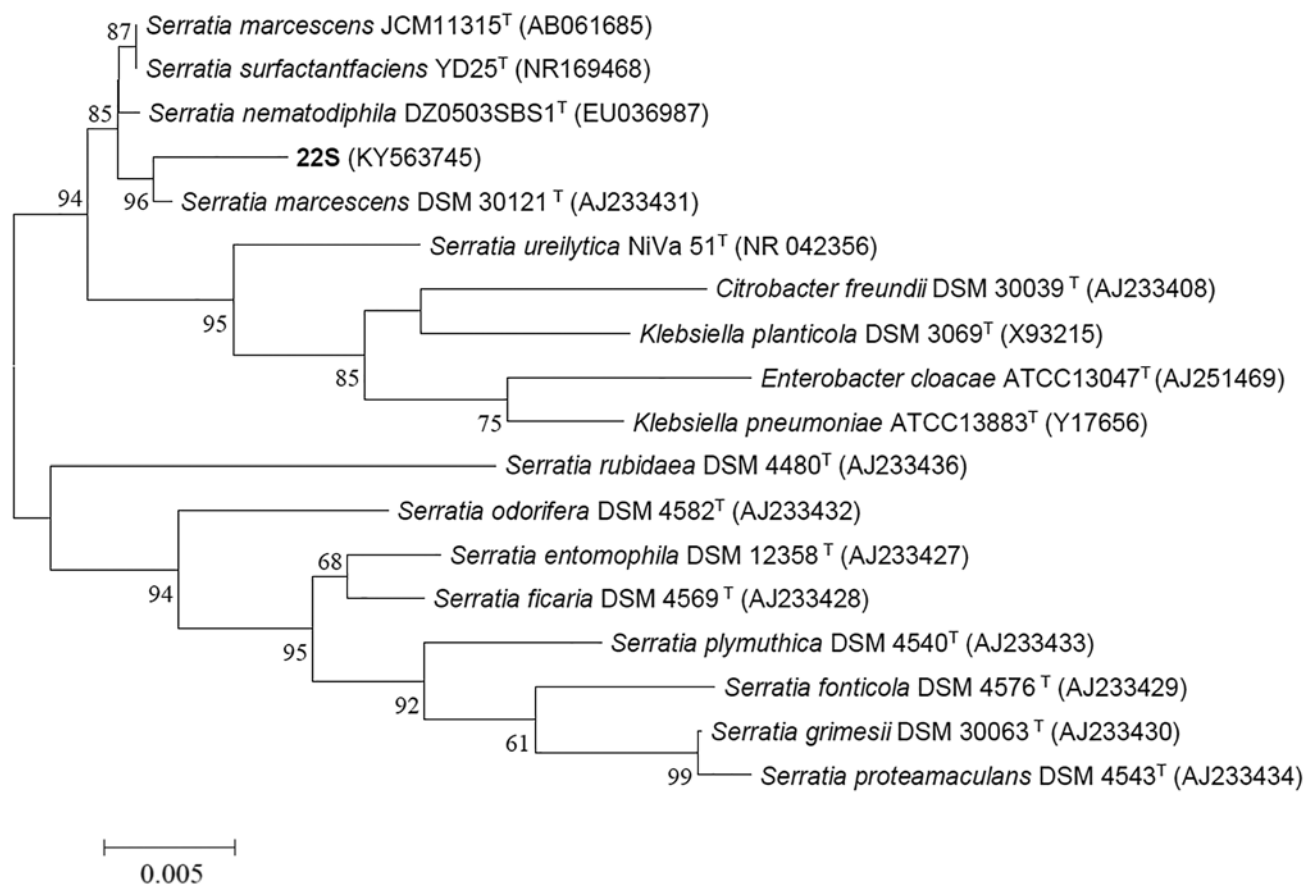 87 Serratia marcescens JCM11315ᵀ (AB061685)
Serratia surfactantfaciens YD25ᵀ (NR169468)
85 Serratia nematodiphila DZ0503SBS1ᵀ (EU036987)
22S (KY563745)
94 96 Serratia marcescens DSM 30121 ᵀ (AJ233431)
Serratia ureilytica NiVa 51ᵀ (NR 042356)
Citrobacter freundii DSM 30039 ᵀ (AJ233408)
95
Klebsiella planticola DSM 3069ᵀ (X93215)
85 Enterobacter cloacae ATCC13047ᵀ (AJ251469)
75 Klebsiella pneumoniae ATCC13883ᵀ (Y17656)
Serratia rubidaea DSM 4480ᵀ (AJ233436)
Serratia odorifera DSM 4582ᵀ (AJ233432)
68 Serratia entomophila DSM 12358 ᵀ (AJ233427)
94 Serratia ficaria DSM 4569 ᵀ (AJ233428)
95 Serratia plymuthica DSM 4540ᵀ (AJ233433)
92 Serratia fonticola DSM 4576 ᵀ (AJ233429)
61 Serratia grimesii DSM 30063 ᵀ (AJ233430)
99 Serratia proteamaculans DSM 4543ᵀ (AJ233434)
0.005